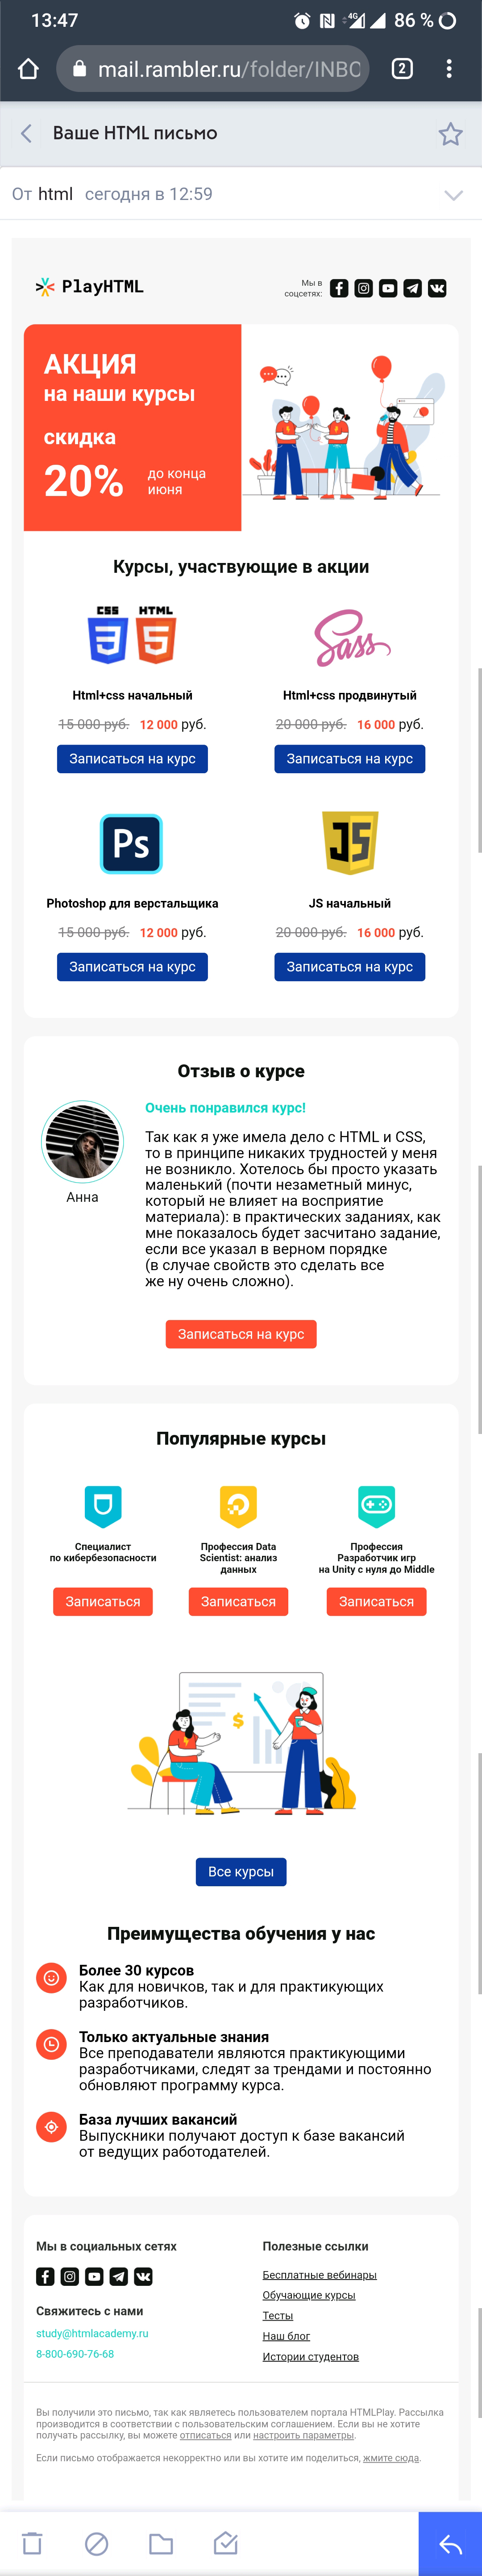 13:47
4G
86 %
mail.rambler.ru/folder/INBO
2
Ваше HTML письмо
От html сегодня в 12:59
PlayHTML
Мы в
соцсетях:
АКЦИЯ
на наши курсы
скидка
20%
до конца
июня
Курсы, участвующие в акции
CSS HTML
Sass
Html+css начальный
Html+css продвинутый
15 000 руб. 12 000 руб.
20 000 руб. 16 000 руб.
Записаться на курс
Записаться на курс
Ps
JS
Photoshop для верстальщика
JS начальный
15 000 руб. 12 000 руб.
20 000 руб. 16 000 руб.
Записаться на курс
Записаться на курс
Отзыв о курсе
Очень понравился курс!
Так как я уже имела дело с HTML и CSS,
то в принципе никаких трудностей у меня
не возникло. Хотелось бы просто указать
маленький (почти незаметный минус,
который не влияет на восприятие
материала): в практических заданиях, как
мне показалось будет засчитано задание,
если все указал в верном порядке
(в случае свойств это сделать все
же ну очень сложно).
Анна
Записаться на курс
Популярные курсы
Специалист
по кибербезопасности
Профессия Data
Scientist: анализ
данных
Профессия
Разработчик игр
на Unity с нуля до Middle
Записаться
Записаться
Записаться
$
Все курсы
Преимущества обучения у нас
Более 30 курсов
Как для новичков, так и для практикующих
разработчиков.
Только актуальные знания
Все преподаватели являются практикующими
разработчиками, следят за трендами и постоянно
обновляют программу курса.
База лучших вакансий
Выпускники получают доступ к базе вакансий
от ведущих работодателей.
Мы в социальных сетях
Свяжитесь с нами
study@htmlacademy.ru
8-800-690-76-68
Полезные ссылки
Бесплатные вебинары
Обучающие курсы
Тесты
Наш блог
Истории студентов
Вы получили это письмо, так как являетесь пользователем портала HTMLPlay. Рассылка
производится в соответствии с пользовательским соглашением. Если вы не хотите
получать рассылку, вы можете отписаться или настроить параметры.
Если письмо отображается некорректно или вы хотите им поделиться, жмите сюда.